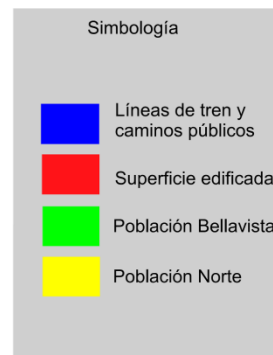 Simbología
Líneas de tren y
caminos públicos
Superficie edificada
Población Bellavista
Población Norte